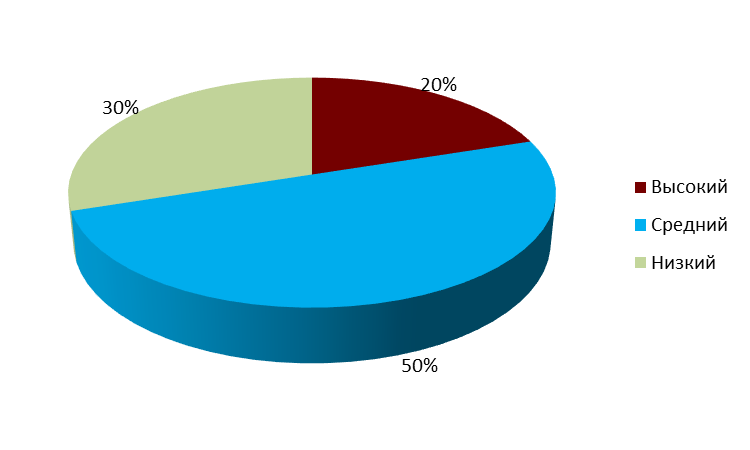 20%
30%
50%
Высокий
Средний
Низкий